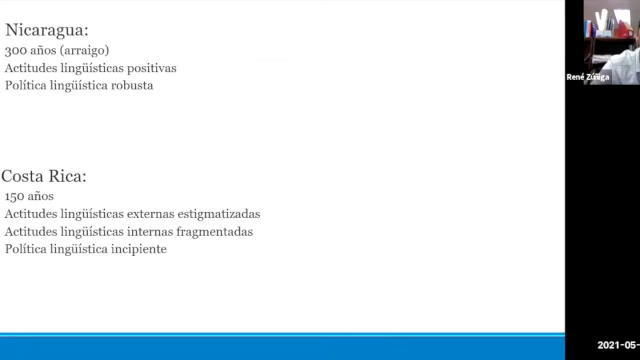 Nicaragua:
300 años (arraigo)
Actitudes lingüísticas positivas
Política lingüística robusta
Costa Rica:
150 años
Actitudes lingüísticas externas estigmatizadas
Actitudes lingüísticas internas fragmentadas
Política lingüística incipiente
René Zúñiga
2021-05-